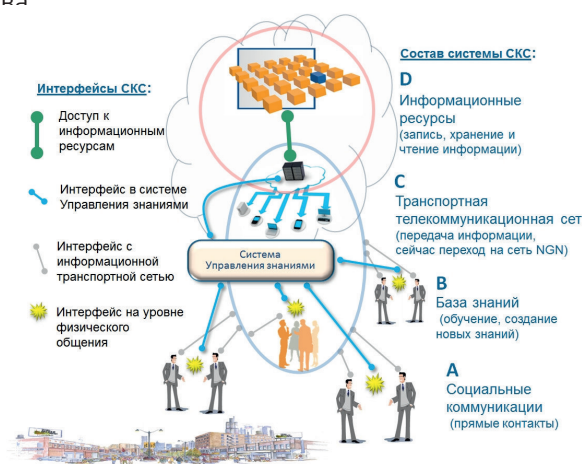 Интерфейсы СКС:
Доступ к
информационным
ресурсам
Интерфейс в системе
Управления знаниями
Интерфейс с
информационной
транспортной сетью
Интерфейс на уровне
физического
общения
Система
Управления знаниями
Состав системы СКС:
D
Информационные
ресурсы
(запись, хранение и
чтение информации)
C
Транспортная
телекоммуникационная сет
(передача информации,
сейчас переход на сеть NGN)
B
База знаний
(обучение, создание
новых знаний)
A
Социальные
коммуникации
(прямые контакты)